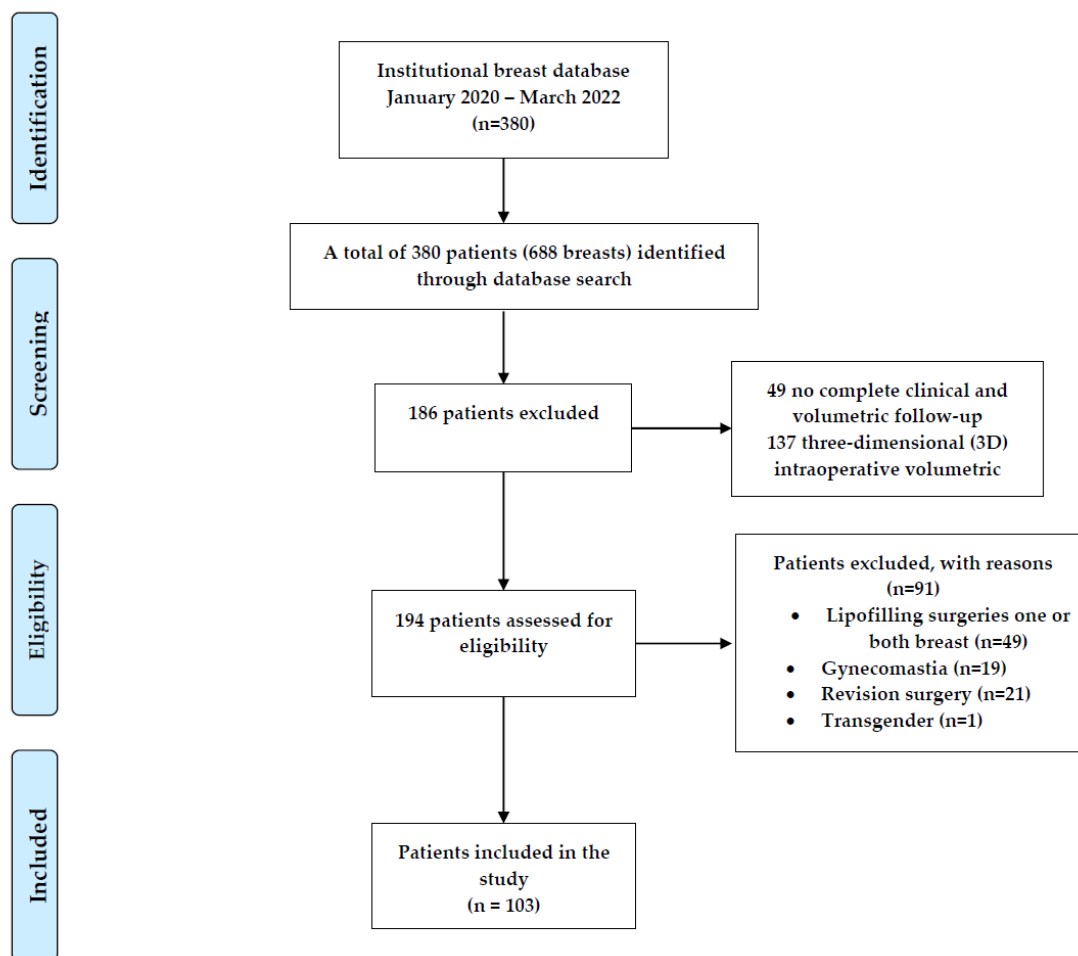 Identification
Institutional breast database
January 2020 – March 2022
(n=380)
A total of 380 patients (688 breasts) identified
through database search
Screening
186 patients excluded
49 no complete clinical and
volumetric follow-up
137 three-dimensional (3D)
intraoperative volumetric
Eligibility
194 patients assessed for
eligibility
Patients excluded, with reasons
(n=91)
• Lipofilling surgeries one or
both breast (n=49)
• Gynecomastia (n=19)
• Revision surgery (n=21)
• Transgender (n=1)
Included
Patients included in the
study
(n = 103)